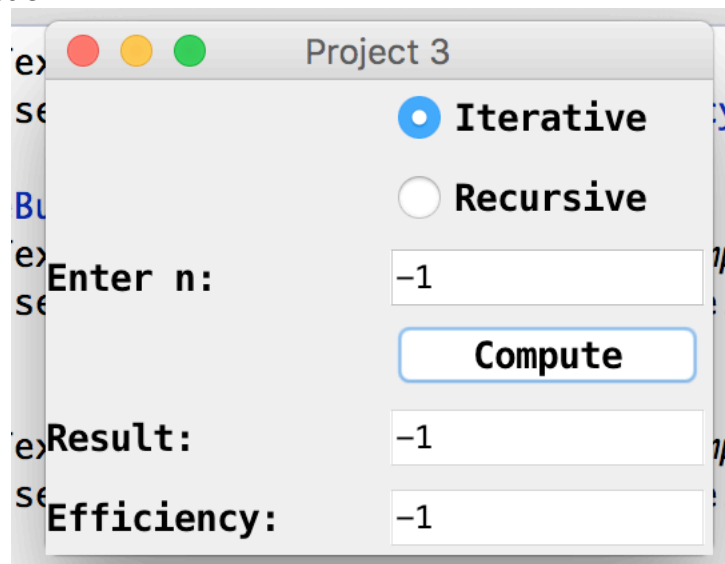 Project 3
Iterative
Recursive
Enter n:
-1
Compute
Result:
-1
Efficiency:
-1